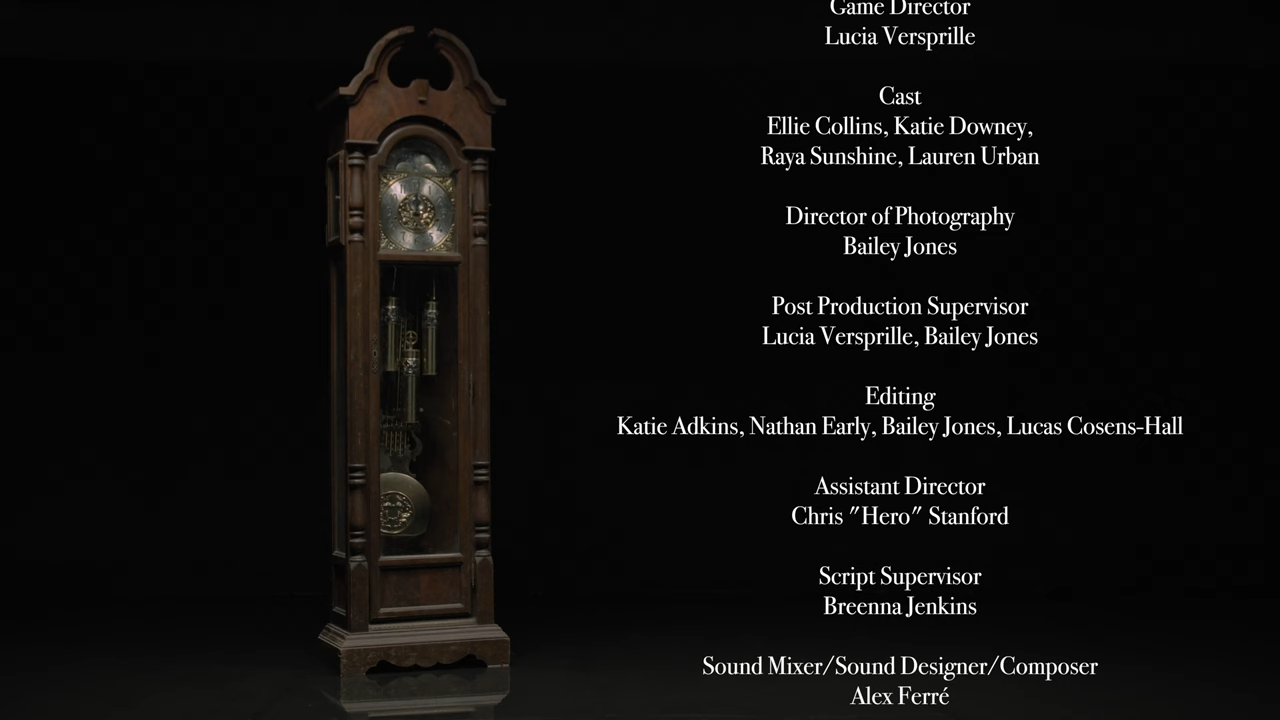 Game Director
Lucia Versprille
Cast
Ellie Collins, Katie Downey,
Raya Sunshine, Lauren Urban
Director of Photography
Bailey Jones
Post Production Supervisor
Lucia Versprille, Bailey Jones
Editing
Katie Adkins, Nathan Early, Bailey Jones, Lucas Cosens-Hall
Assistant Director
Chris "Hero" Stanford
Script Supervisor
Breenna Jenkins
Sound Mixer/Sound Designer/Composer
Alex Ferré